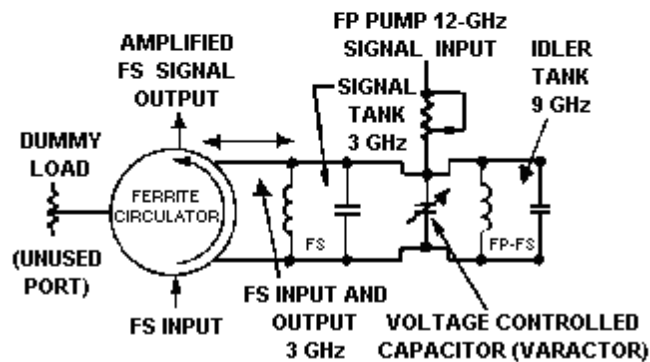 AMPLIFIED
FS SIGNAL
OUTPUT
FP PUMP 12-GHz
SIGNAL INPUT
SIGNAL
TANK
3 GHz
IDLER
TANK
9 GHz
DUMMY
LOAD
(UNUSED
PORT)
FERRITE
CIRCULATOR
FS
FP-FS
FS INPUT
FS INPUT AND
OUTPUT
3 GHz
VOLTAGE CONTROLLED
CAPACITOR (VARACTOR)